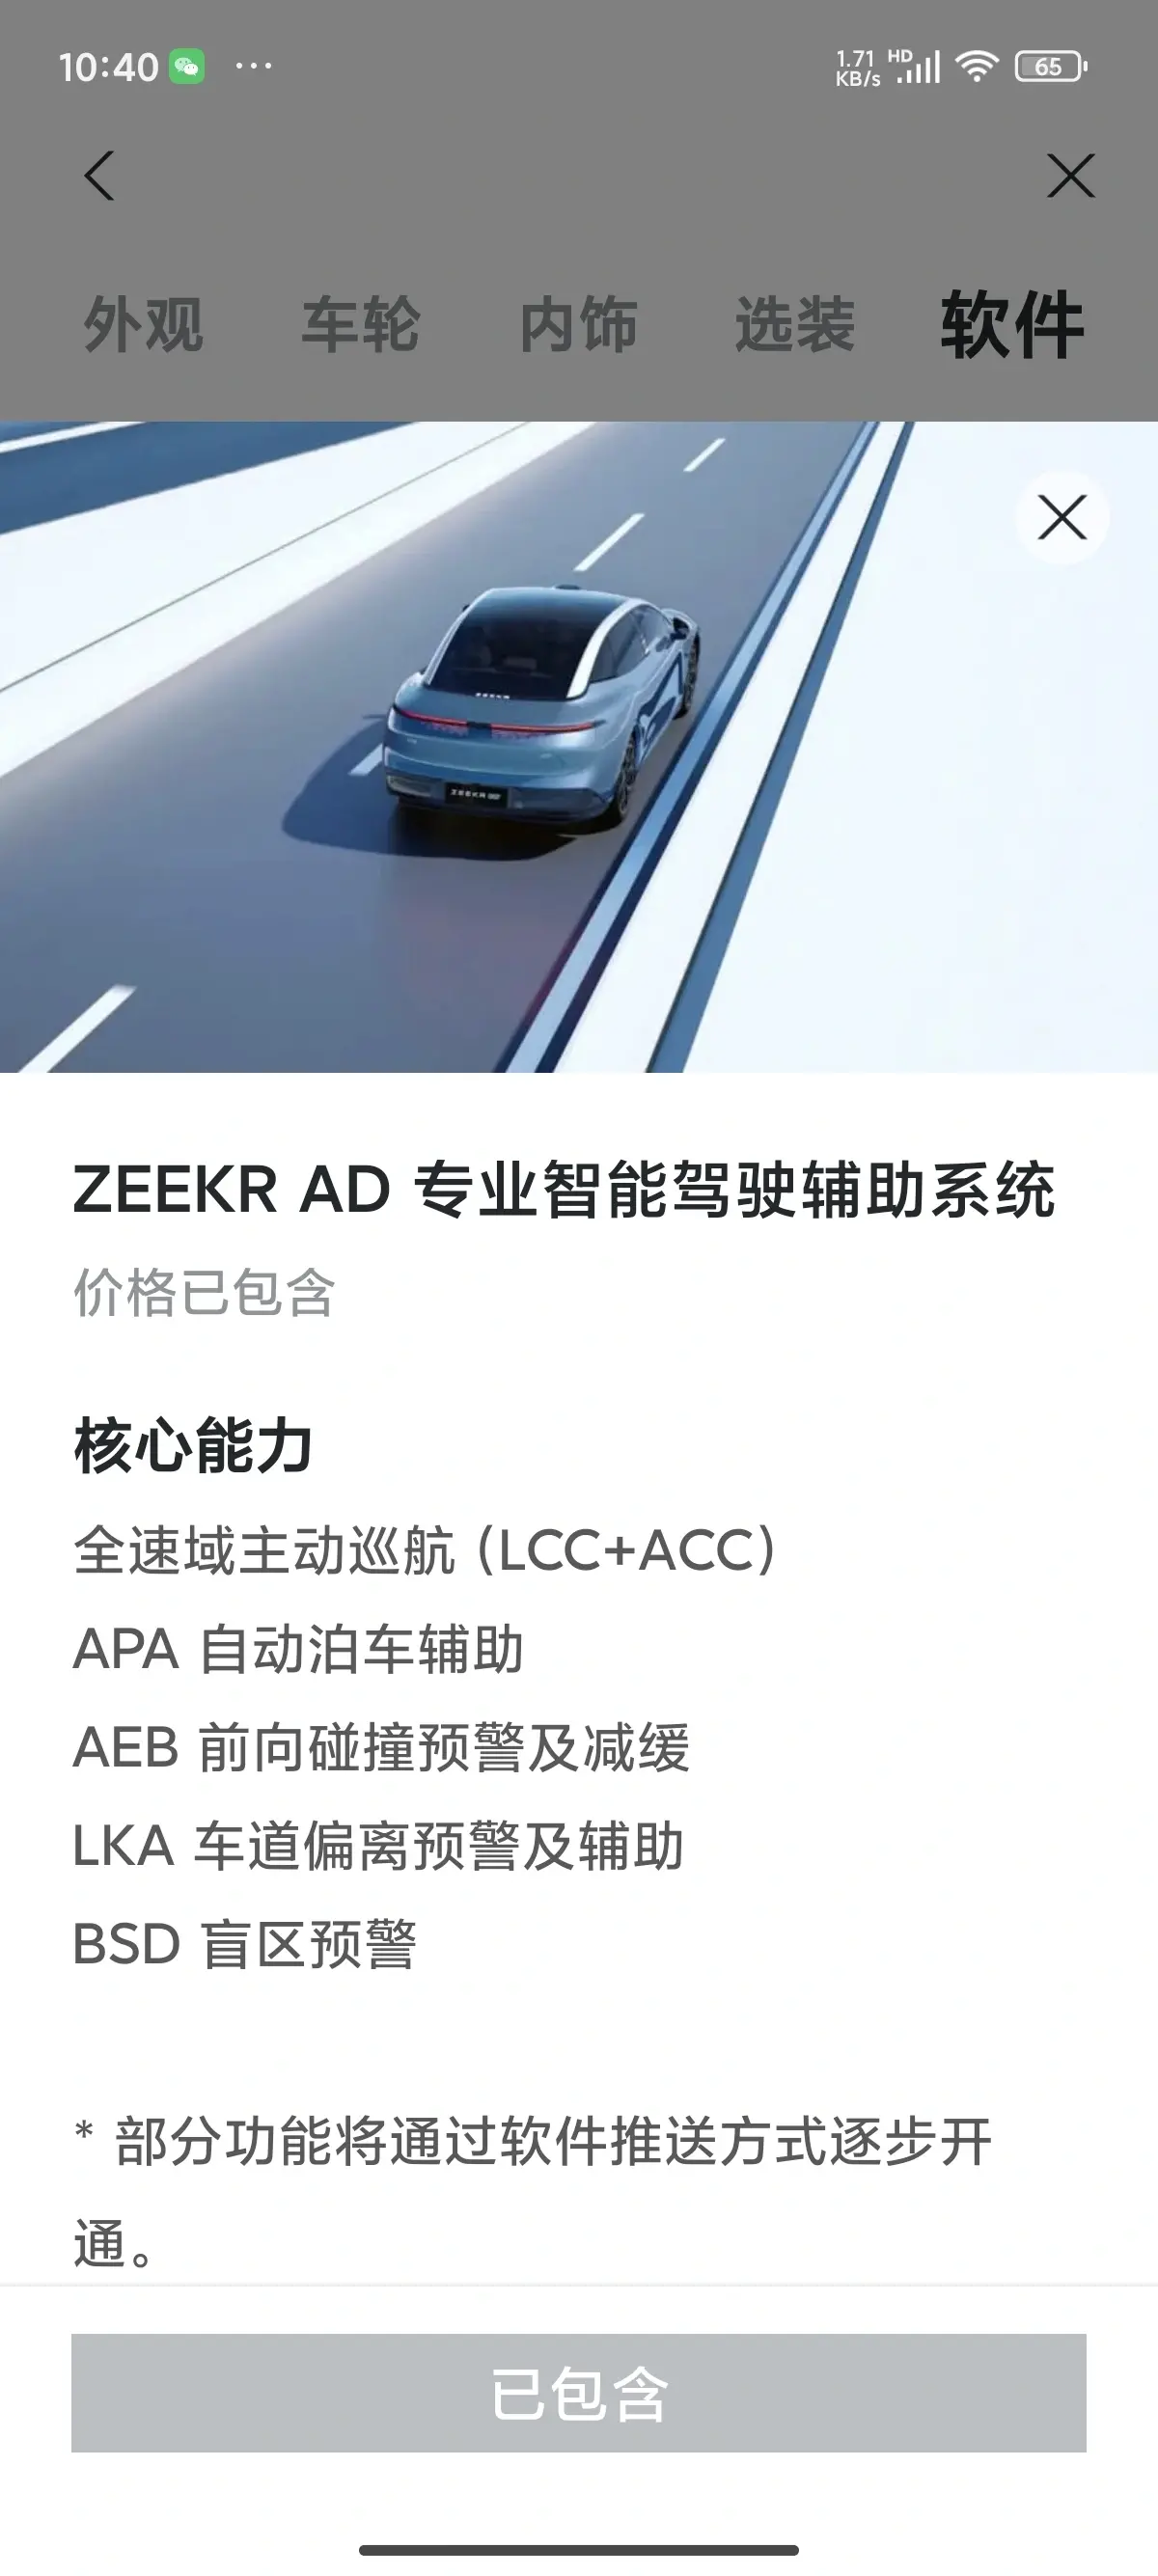 10:40
1.71 KB/s HD 65
外观 车轮 内饰 选装 软件
ZEEKR
ZEEKR AD 专业智能驾驶辅助系统
价格已包含
核心能力
全速域主动巡航 (LCC+ACC)
APA 自动泊车辅助
AEB 前向碰撞预警及减缓
LKA 车道偏离预警及辅助
BSD 盲区预警
* 部分功能将通过软件推送方式逐步开
通。
已包含